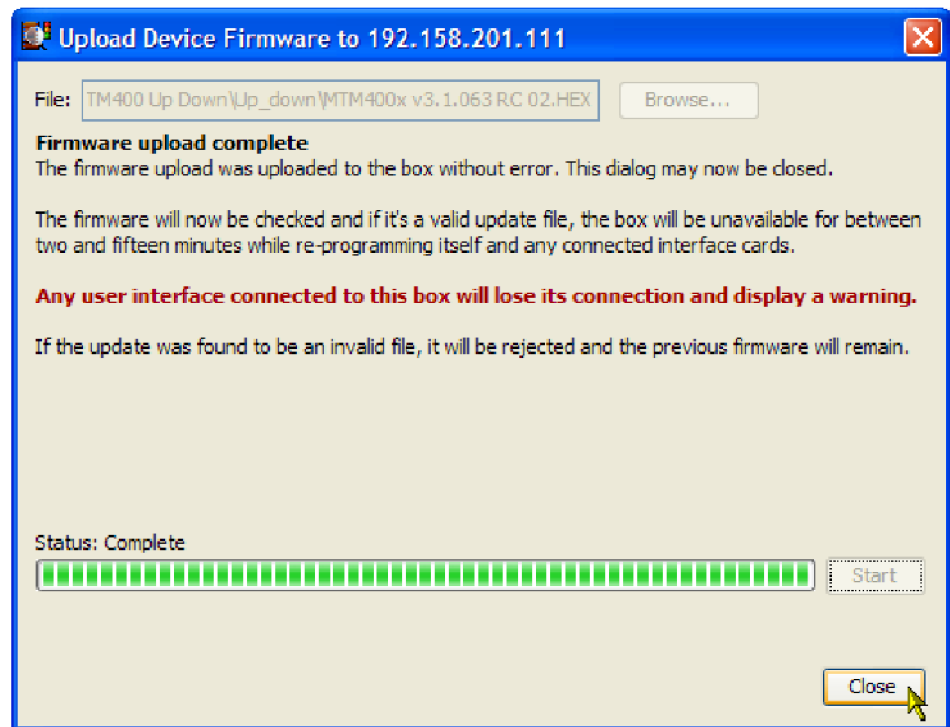 Upload Device Firmware to 192.158.201.111
File: TM400 Up Down\Up_down\MTM400x v3.1.063 RC 02.HEX Browse...
Firmware upload complete
The firmware upload was uploaded to the box without error. This dialog may now be closed.
The firmware will now be checked and if it's a valid update file, the box will be unavailable for between
two and fifteen minutes while re-programming itself and any connected interface cards.
Any user interface connected to this box will lose its connection and display a warning.
If the update was found to be an invalid file, it will be rejected and the previous firmware will remain.
Status: Complete
Start
Close